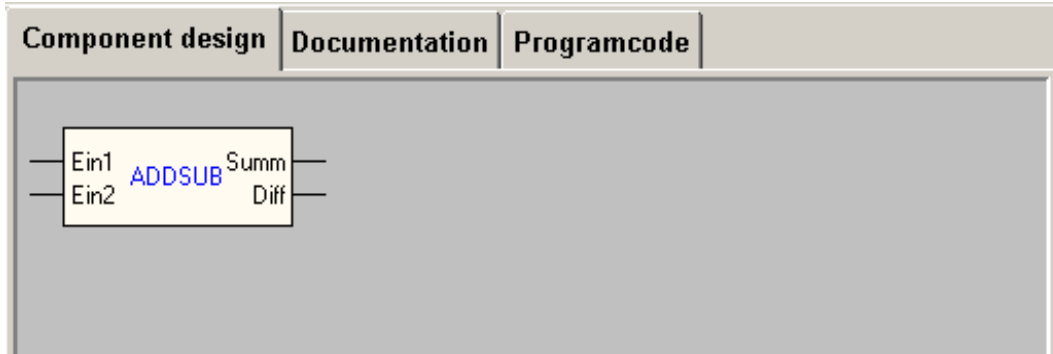 Component design Documentation Programcode
Ein1 ADDSUB Summ
Ein2 Diff